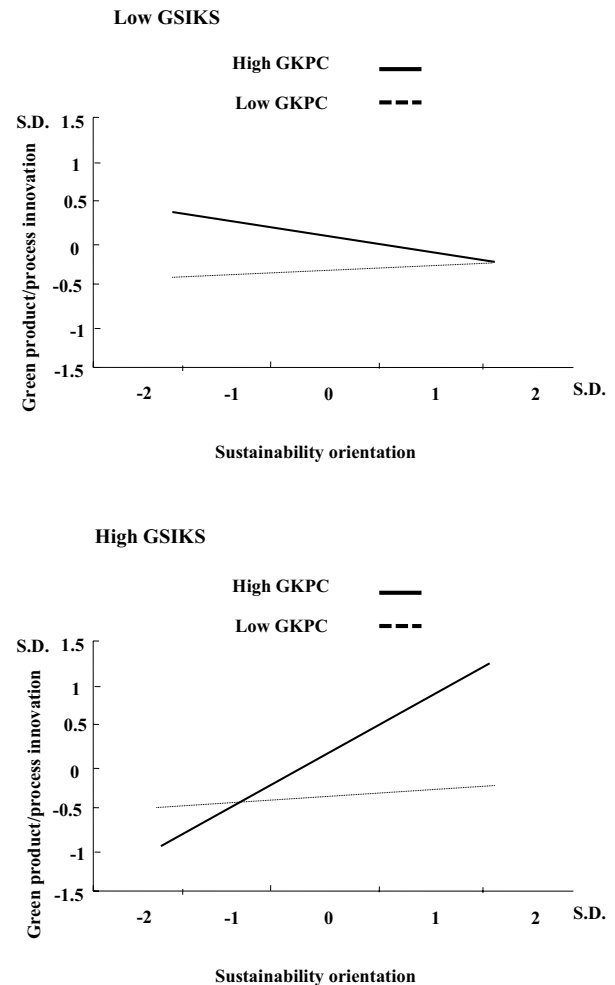 Low GSIKS
High GKPC
Low GKPC
S.D. 1.5
1
0.5
0
-0.5
-1
-1.5
Green product/process innovation
-2 -1 0 1 2 S.D.
Sustainability orientation
High GSIKS
High GKPC
Low GKPC
S.D. 1.5
1
0.5
0
-0.5
-1
-1.5
Green product/process innovation
-2 -1 0 1 2 S.D.
Sustainability orientation